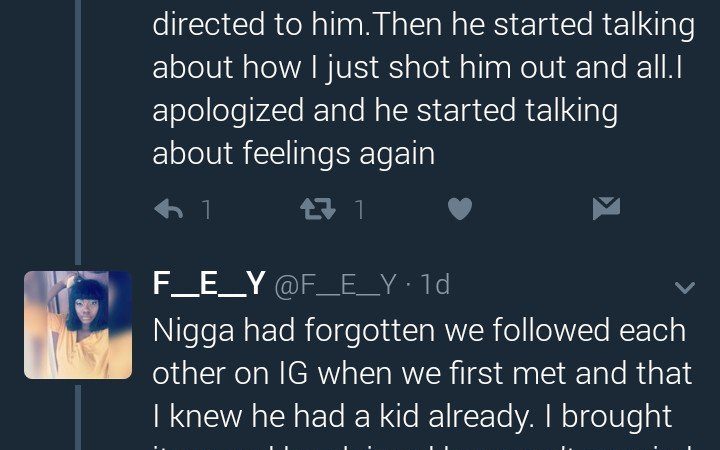 directed to him.Then he started talking
about how I just shot him out and all.I
apologized and he started talking
about feelings again
1 1
F__E__Y @F__E__Y · 1d
Nigga had forgotten we followed each
other on IG when we first met and that
I knew he had a kid already. I brought